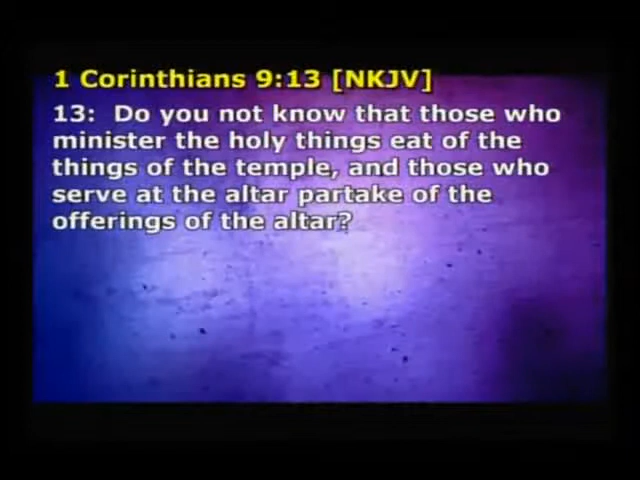 1 Corinthians 9:13 [NKJV]
13: Do you not know that those who
minister the holy things eat of the
things of the temple, and those who
serve at the altar partake of the
offerings of the altar?